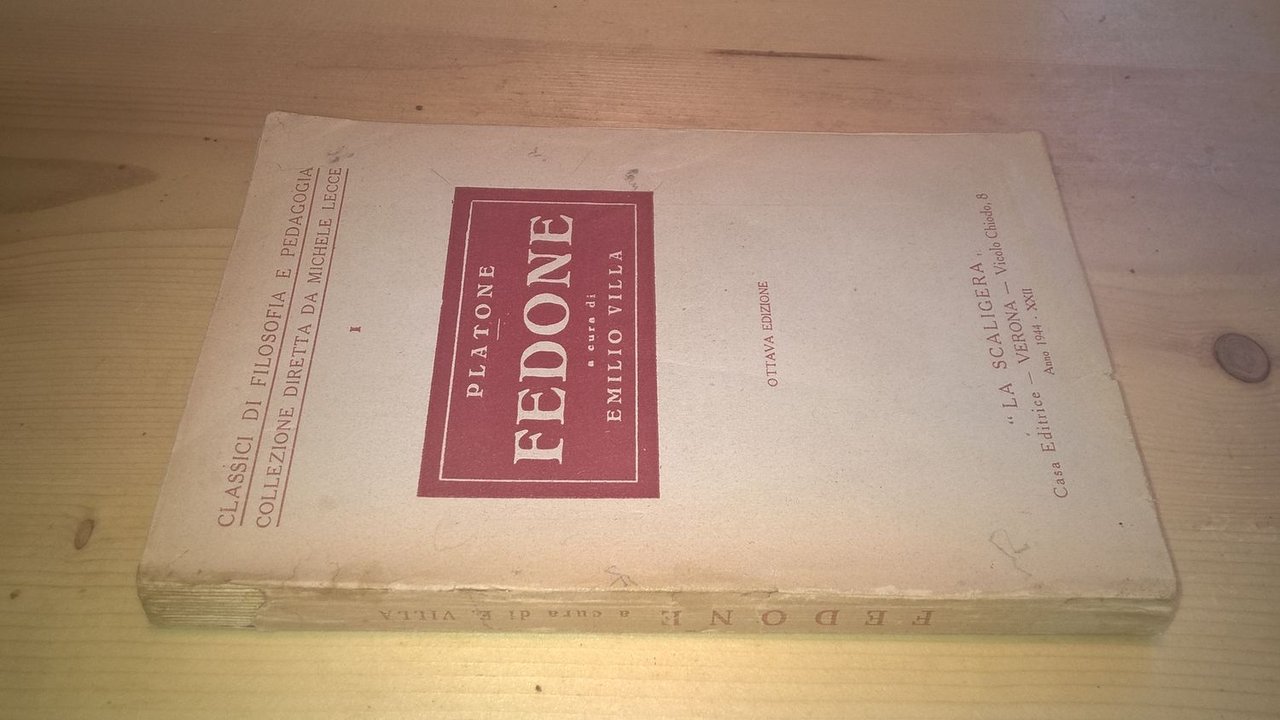 CLASSICI DI FILOSOFIA E PEDAGOGIA
COLLEZIONE DIRETTA DA MICHELE LECCE
I
PLATONE
FEDONE
a cura di
EMILIO VILLA
OTTAVA EDIZIONE
“LA SCALIGERA„
Casa Editrice — VERONA — Vicolo Chiodo, 8
Anno 1944 - XXII
FEDONE a cura di E. VILLA